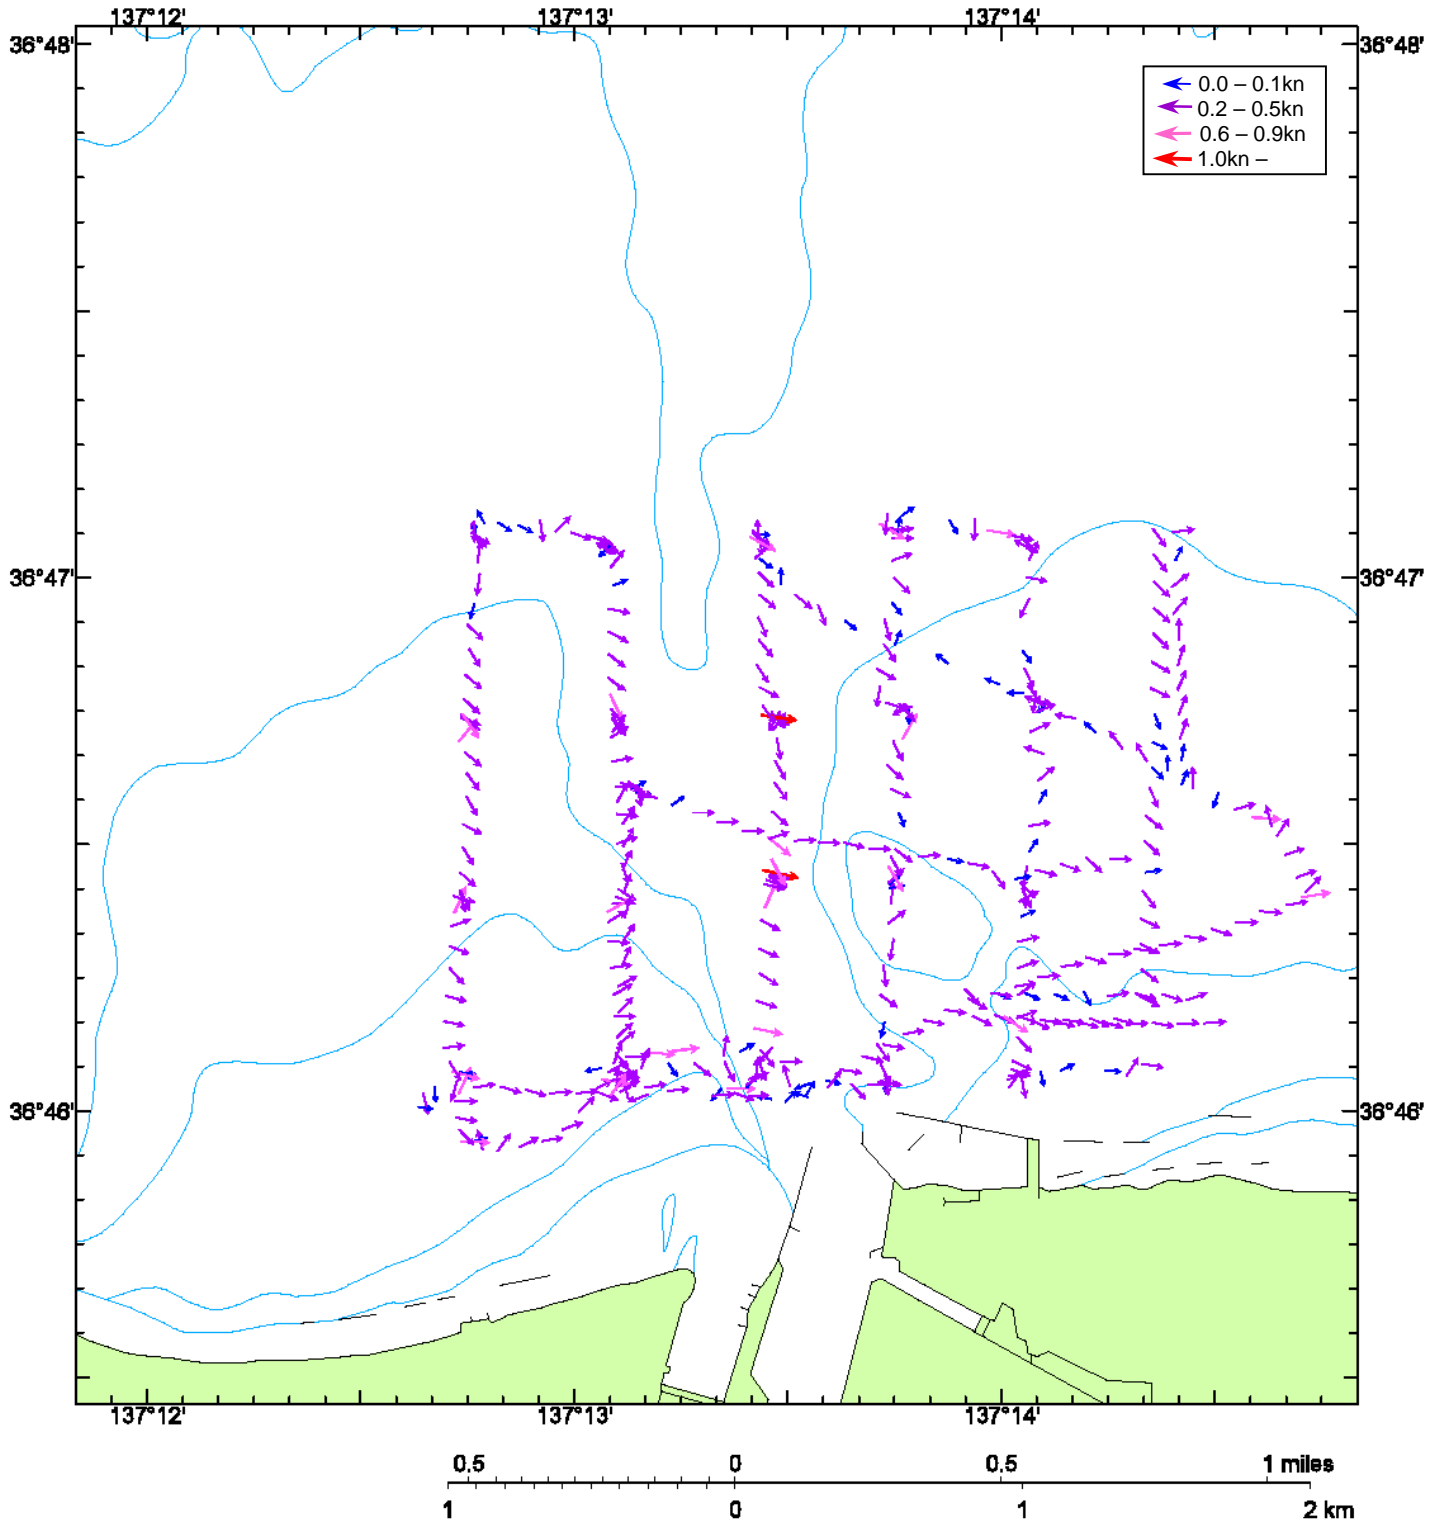 137°12' 137°13' 137°14'
36°48' 36°48'
0.0 – 0.1kn
0.2 – 0.5kn
0.6 – 0.9kn
1.0kn –
36°47' 36°47'
36°46' 36°46'
137°12' 137°13' 137°14'
0.5 0 0.5 1 miles
1 0 1 2 km